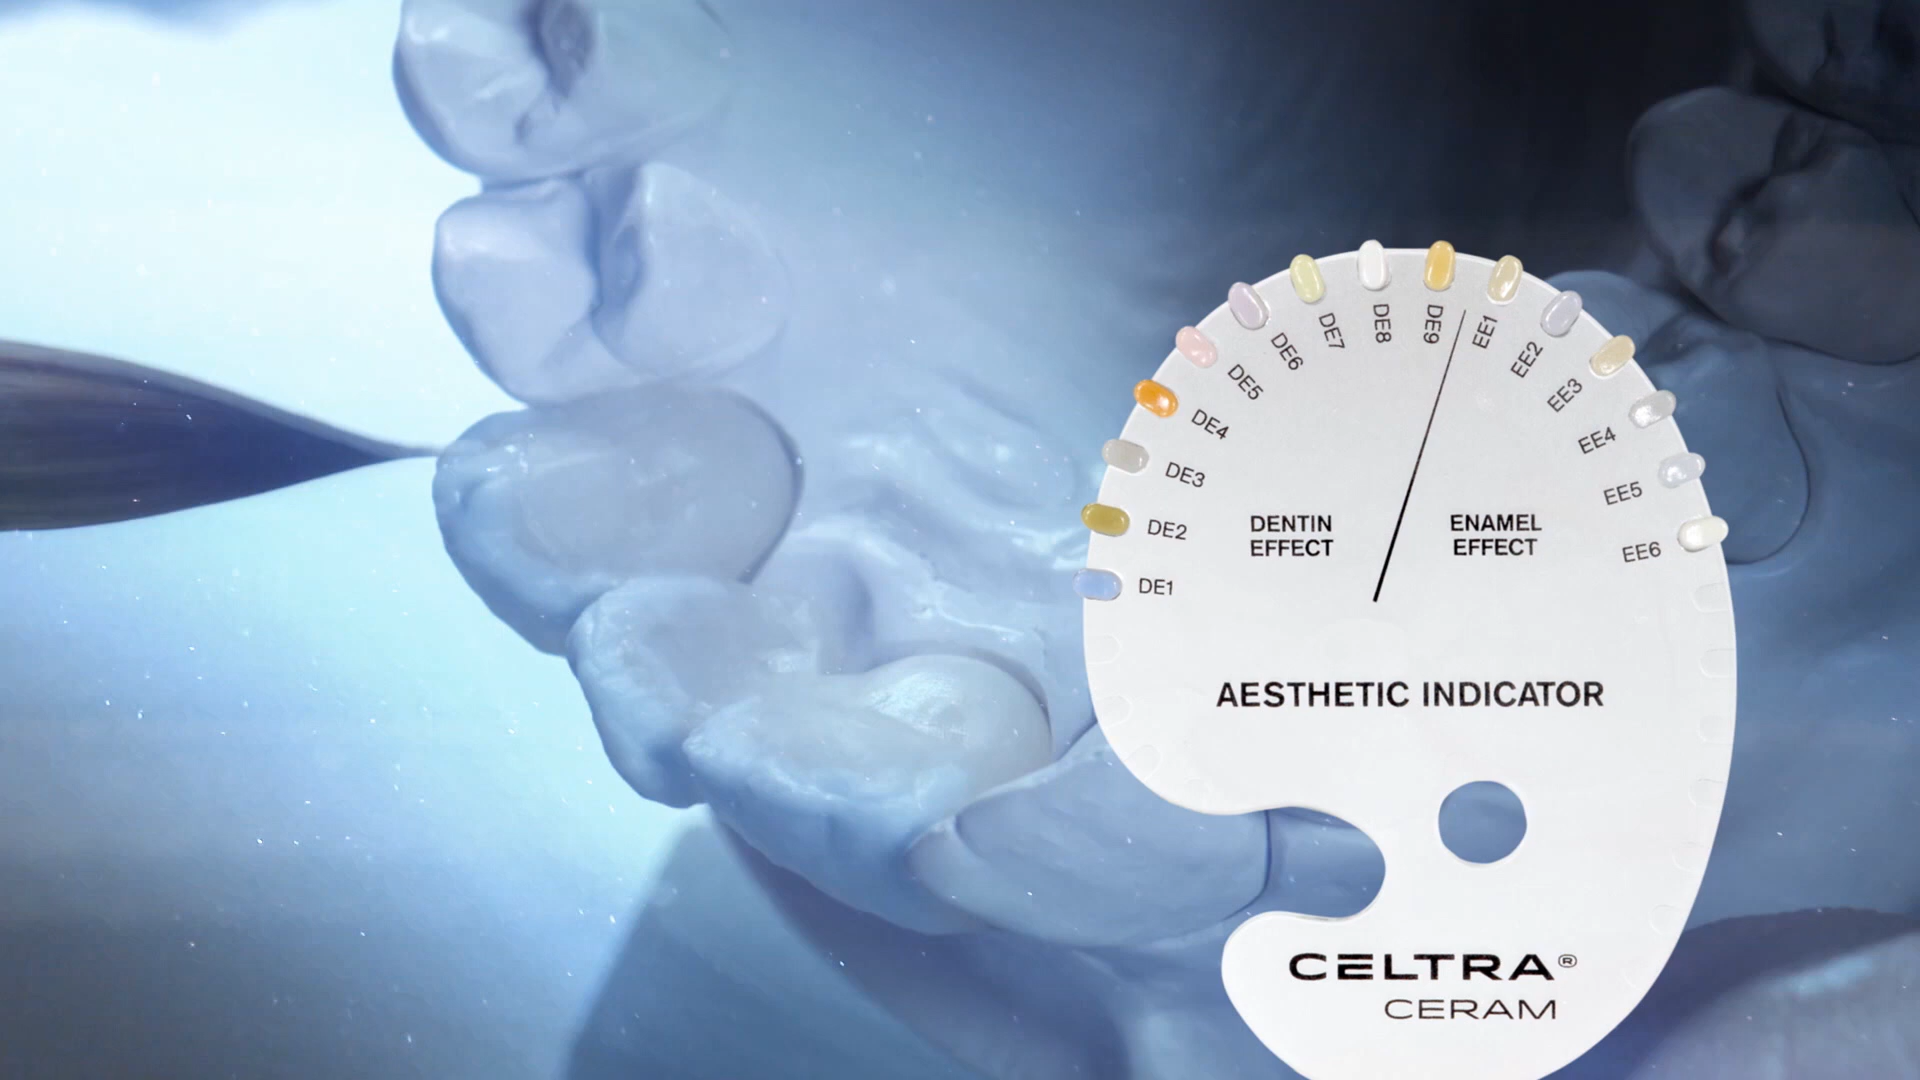 DE1
DE2
DE3
DE4
DE5
DE6
DE7
DE8
DE9
EE1
EE2
EE3
EE4
EE5
EE6
DENTIN
EFFECT
ENAMEL
EFFECT
AESTHETIC INDICATOR
CELTRA®
CERAM